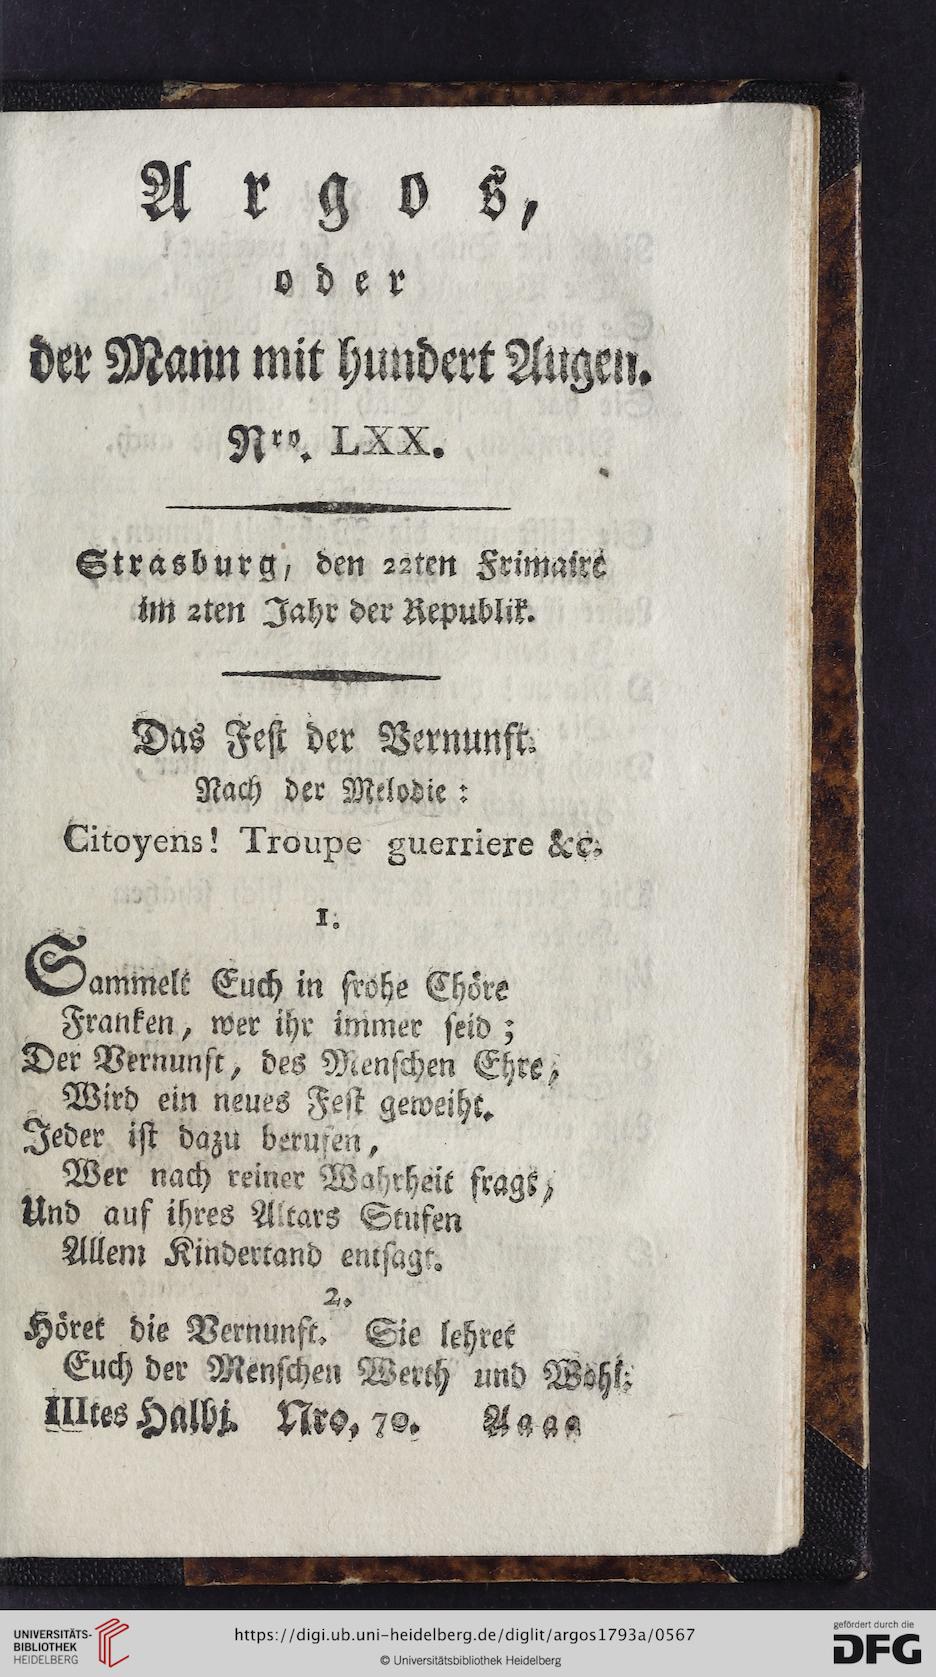 Argos,
oder
der Mann mit hundert Augen.
Nro. LXX.
Strasburg, den 22ten Frimaire
im 2ten Jahr der Republik.
Das Fest der Vernunft.
Nach der Melodie:
Citoyens! Troupe guerriere &c.
1.
Sammelt Euch in frohe Chöre
Franken, wer ihr immer seid;
Der Vernunft, des Menschen Ehre,
Wird ein neues Fest geweiht.
Jeder ist dazu berufen,
Wer nach reiner Wahrheit fragt,
Und auf ihres Altars Stufen
Allem Kindertand entsagt.
2.
Höret die Vernunft. Sie lehret
Euch der Menschen Werth und Wohl:
IIItes Halbj. Nro. 70. Aaaa
UNIVERSITÄTS-
BIBLIOTHEK
HEIDELBERG
https://digi.ub.uni-heidelberg.de/diglit/argos1793a/0567
© Universitätsbibliothek Heidelberg
gefördert durch die
DFG